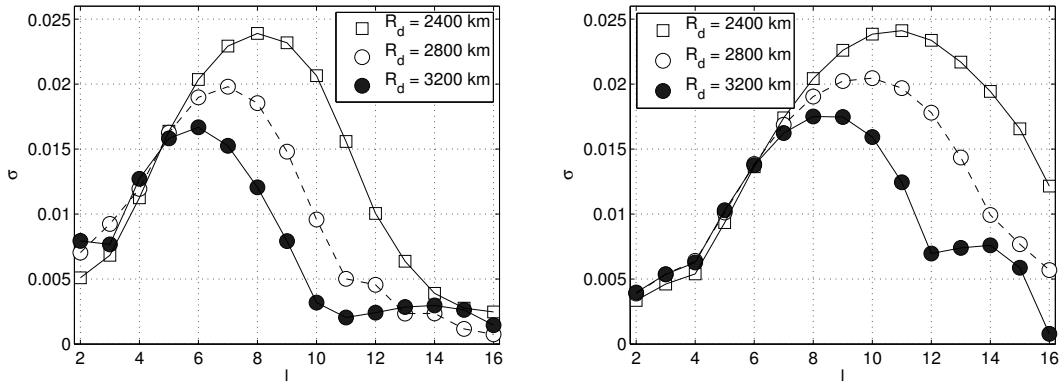 0.025
0.02
0.015
0.01
0.005
0
σ
2 4 6 8 10 12 14 16
l
R_d = 2400 km
R_d = 2800 km
R_d = 3200 km
0.025
0.02
0.015
0.01
0.005
0
σ
2 4 6 8 10 12 14 16
l
R_d = 2400 km
R_d = 2800 km
R_d = 3200 km